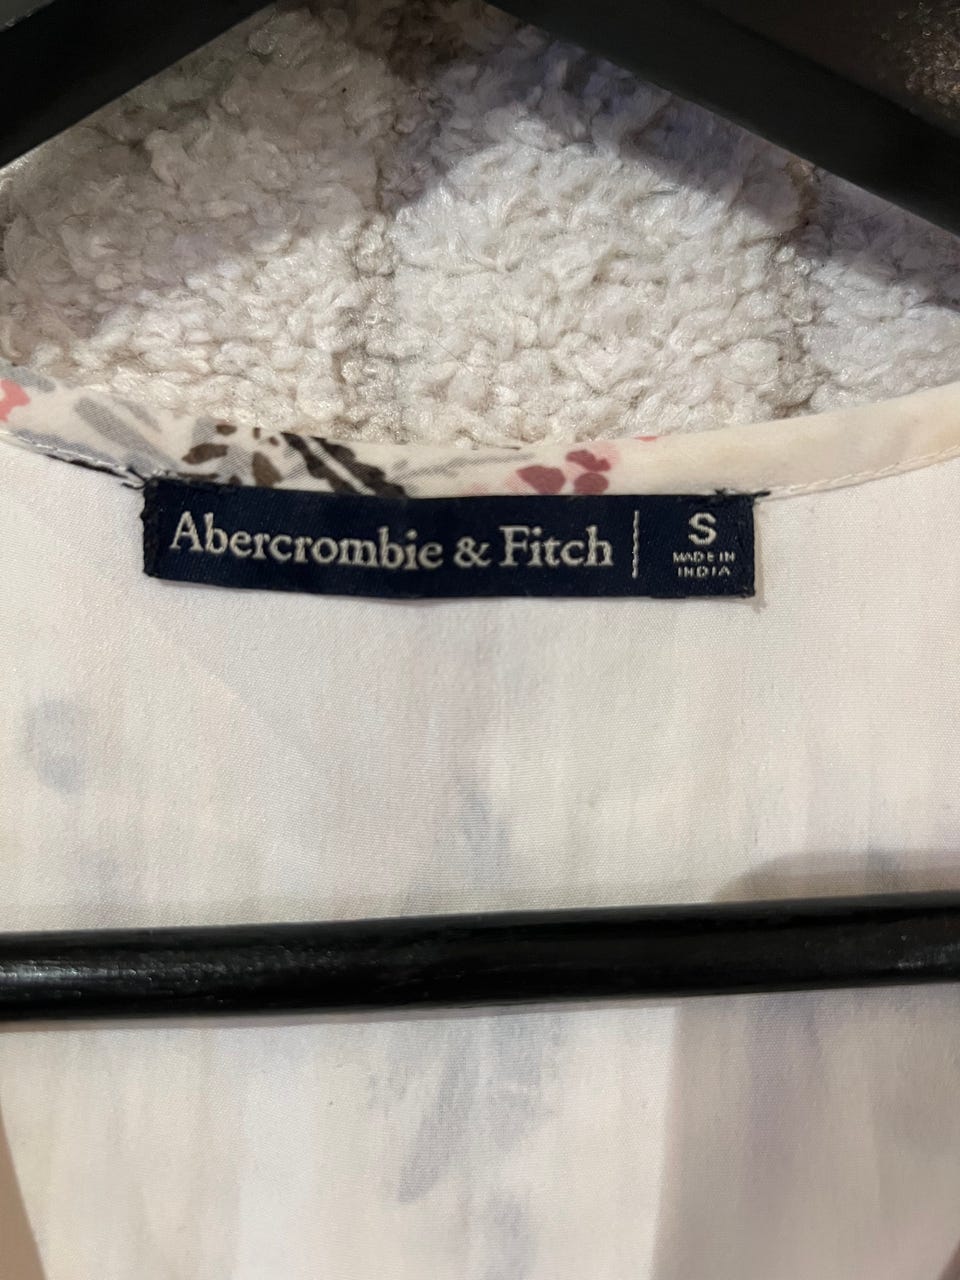 Abercrombie & Fitch | S
MADE IN
INDIA